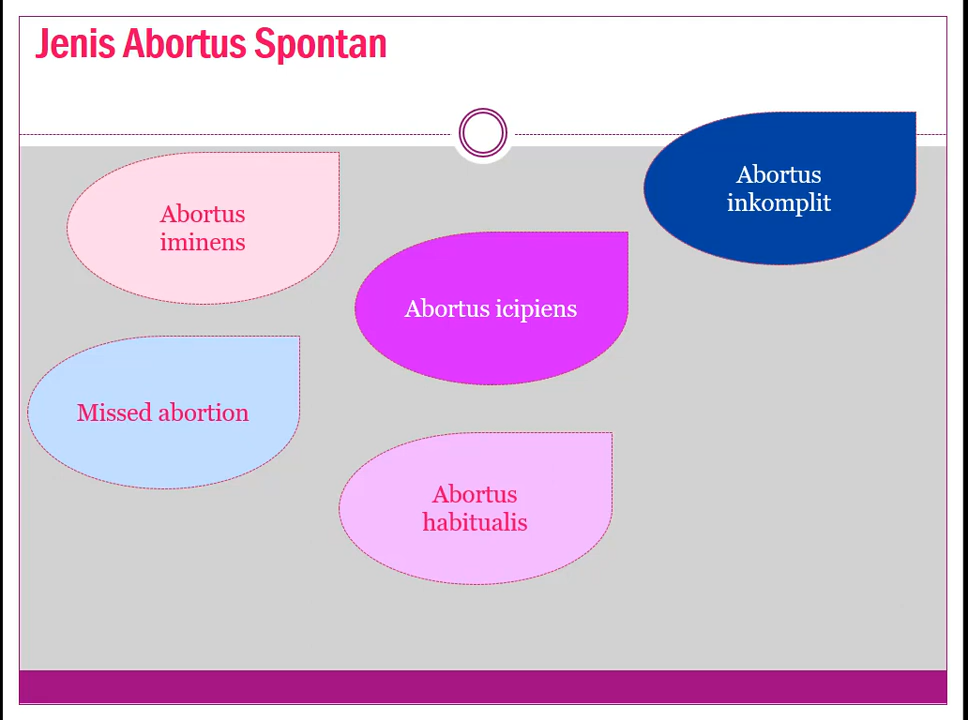 Jenis Abortus Spontan
Abortus
iminens
Abortus icipiens
Abortus
inkomplit
Missed abortion
Abortus
habitualis